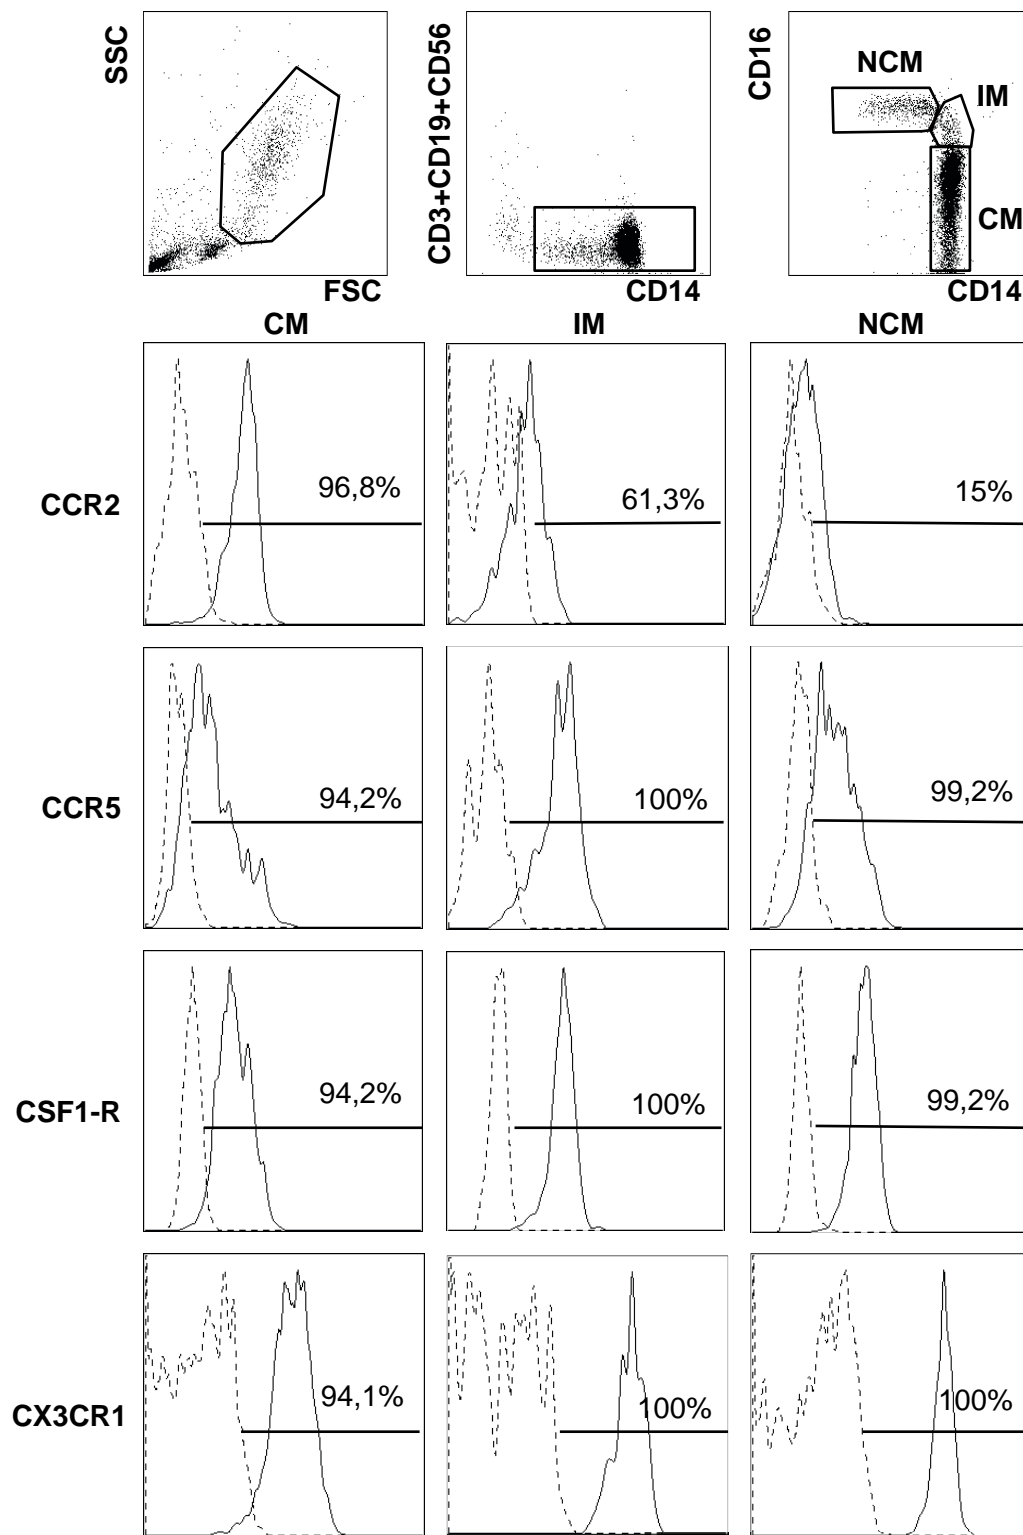 SSC
FSC
CD3+CD19+CD56
CD14
CD16
NCM
IM
CM
CD14
CM IM NCM
CCR2 96,8% 61,3% 15%
CCR5 94,2% 100% 99,2%
CSF1-R 94,2% 100% 99,2%
CX3CR1 94,1% 100% 100%